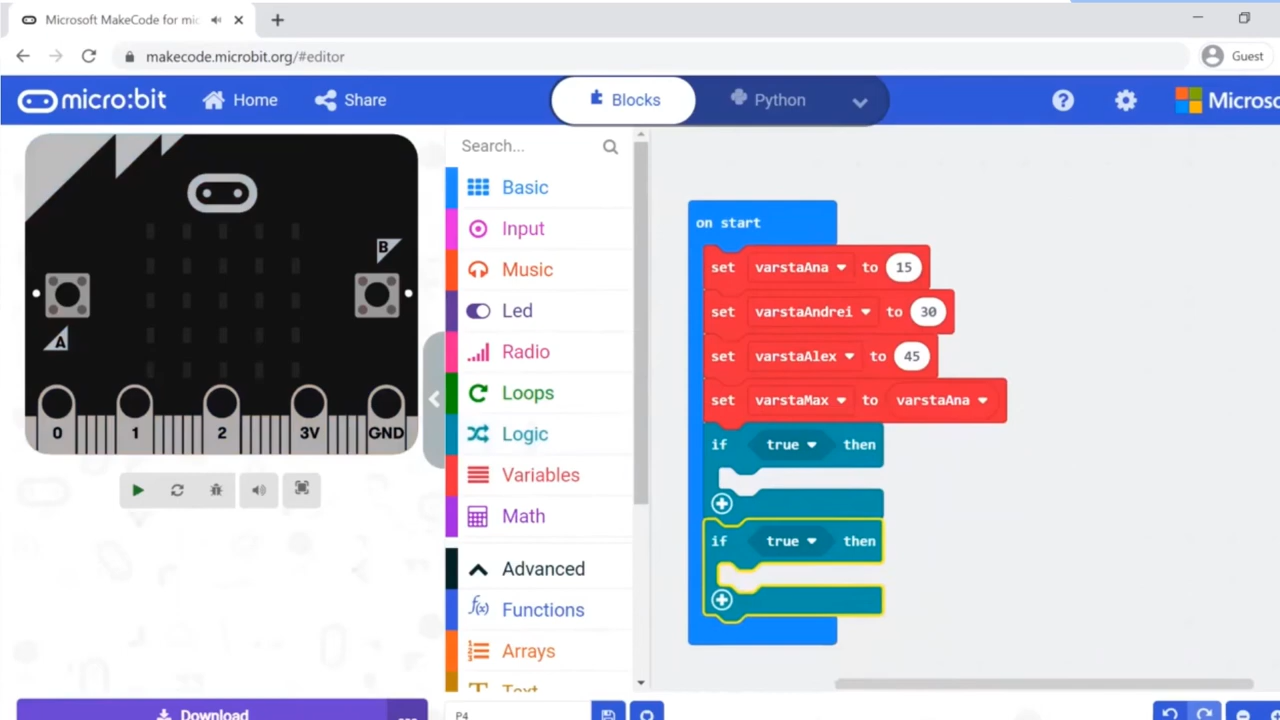 Microsoft MakeCode for mic
makecode.microbit.org/#editor
Guest
micro:bit
Home
Share
Blocks
Python
Microso
B
A
0
1
2
3V
GND
Download
Search...
Basic
Input
Music
Led
Radio
Loops
Logic
Variables
Math
Advanced
Functions
Arrays
Text
P4
on start
set varstaAna to 15
set varstaAndrei to 30
set varstaAlex to 45
set varstaMax to varstaAna
if true then
if true then